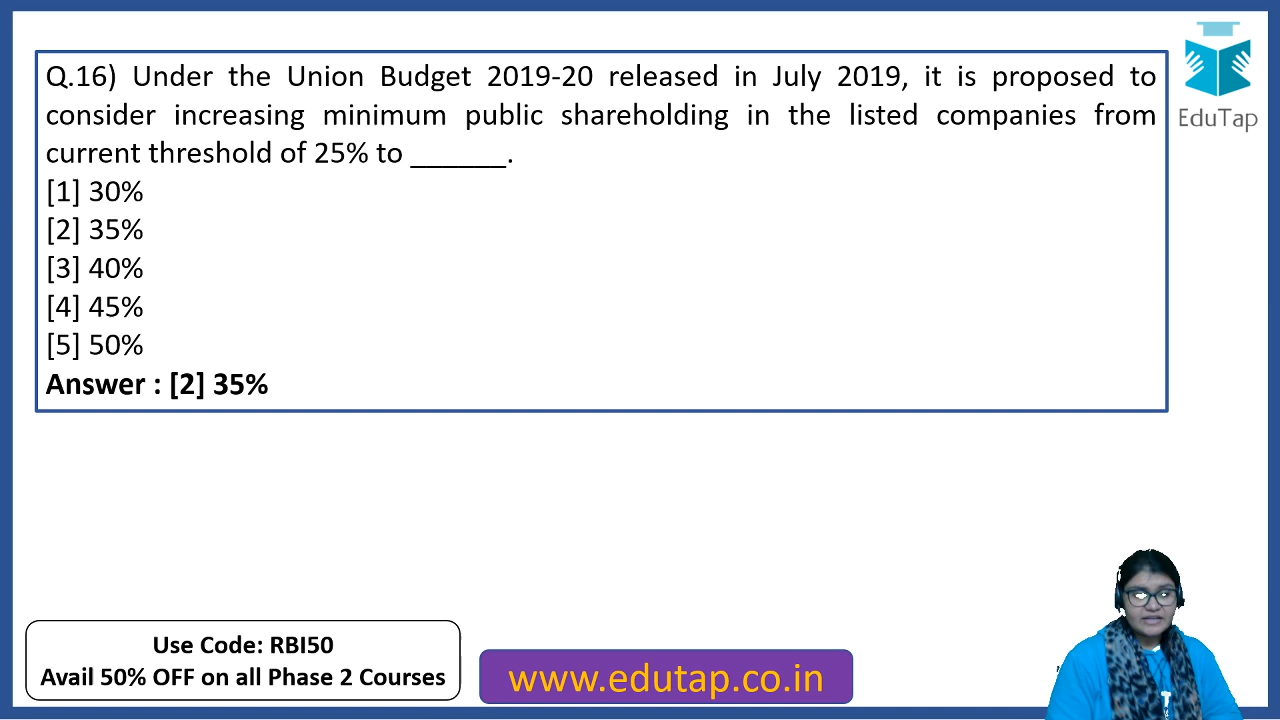 Q.16) Under the Union Budget 2019-20 released in July 2019, it is proposed to
consider increasing minimum public shareholding in the listed companies from
current threshold of 25% to ______.
[1] 30%
[2] 35%
[3] 40%
[4] 45%
[5] 50%
Answer : [2] 35%
EduTap
Use Code: RBI50
Avail 50% OFF on all Phase 2 Courses
www.edutap.co.in